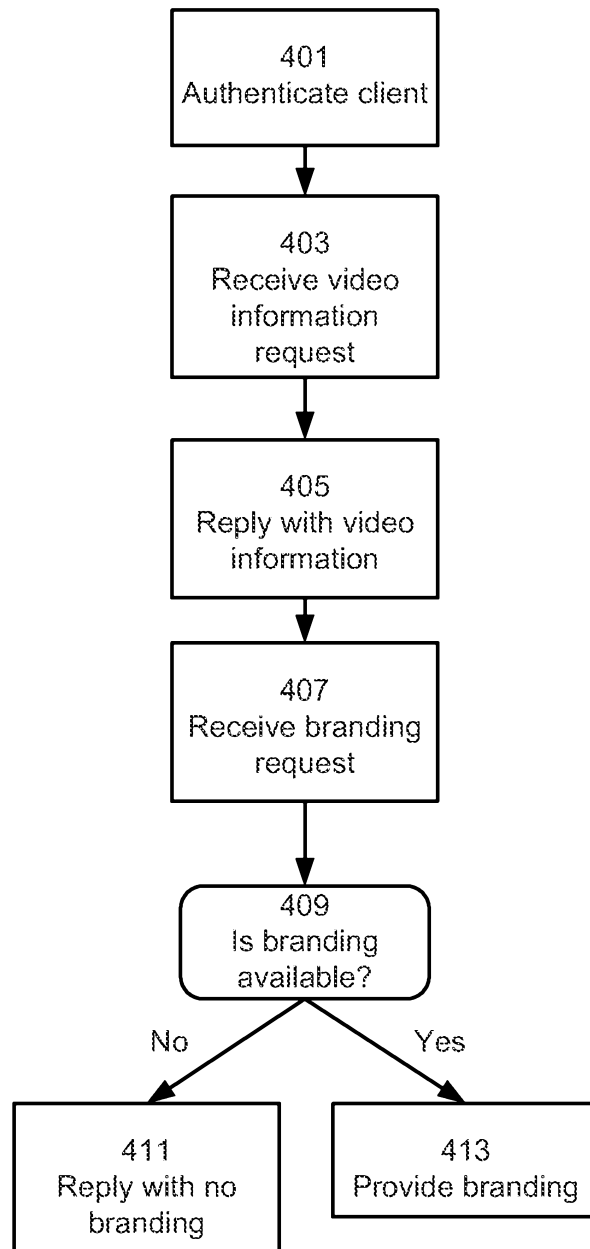 401
Authenticate client
403
Receive video
information
request
405
Reply with video
information
407
Receive branding
request
409
Is branding
available?
No
Yes
411
Reply with no
branding
413
Provide branding